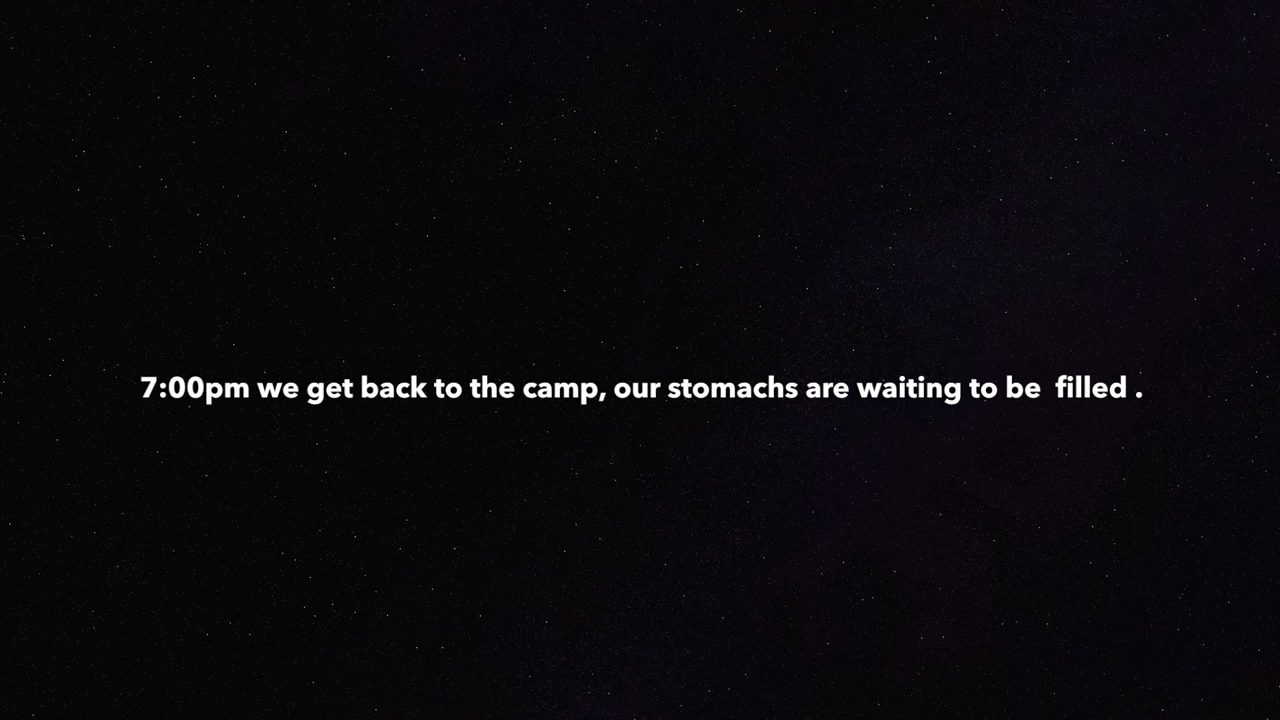 7:00pm we get back to the camp, our stomachs are waiting to be  filled .